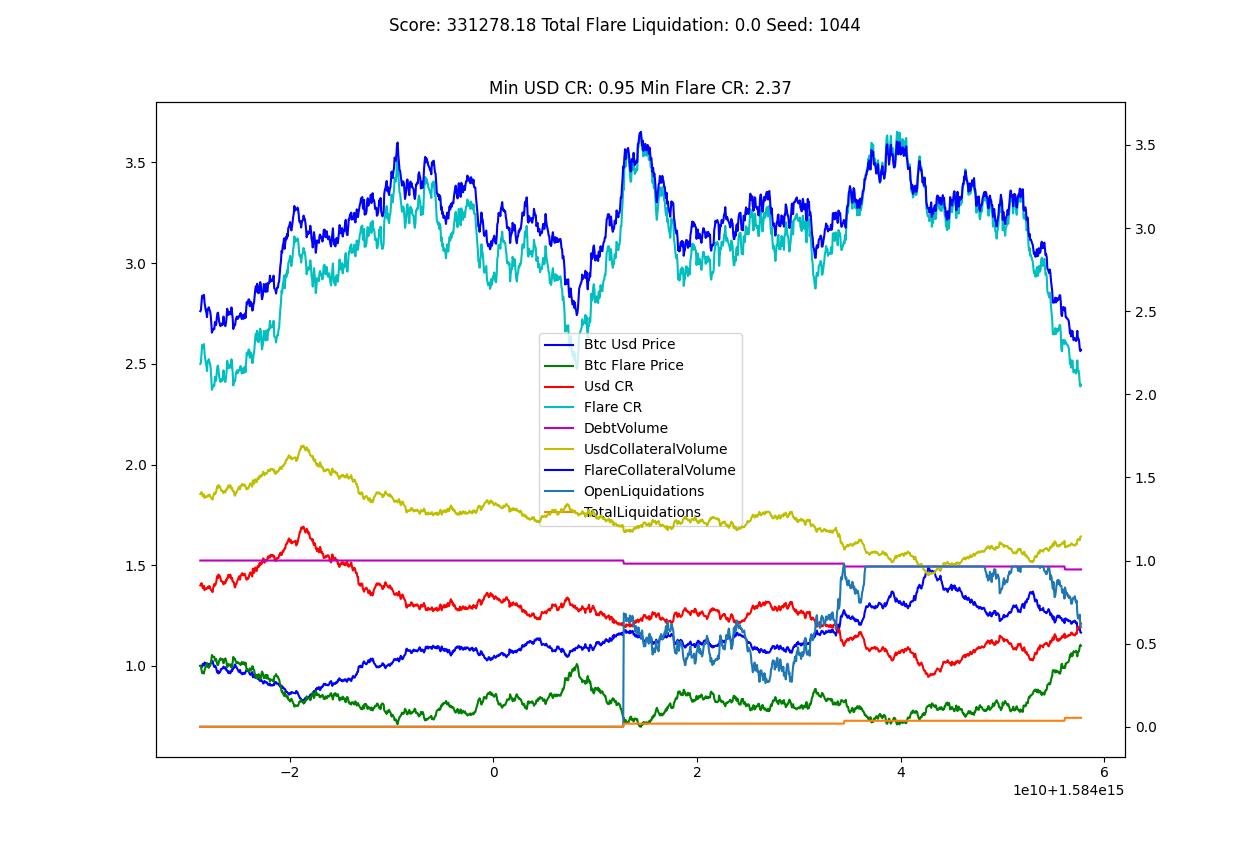 Score: 331278.18 Total Flare Liquidation: 0.0 Seed: 1044
Min USD CR: 0.95 Min Flare CR: 2.37
3.5
3.0
2.5
2.0
1.5
1.0
3.5
3.0
2.5
2.0
1.5
1.0
0.5
0.0
Btc Usd Price
Btc Flare Price
Usd CR
Flare CR
DebtVolume
UsdCollateralVolume
FlareCollateralVolume
OpenLiquidations
TotalLiquidations
−2 0 2 4 6
1e10+1.584e15